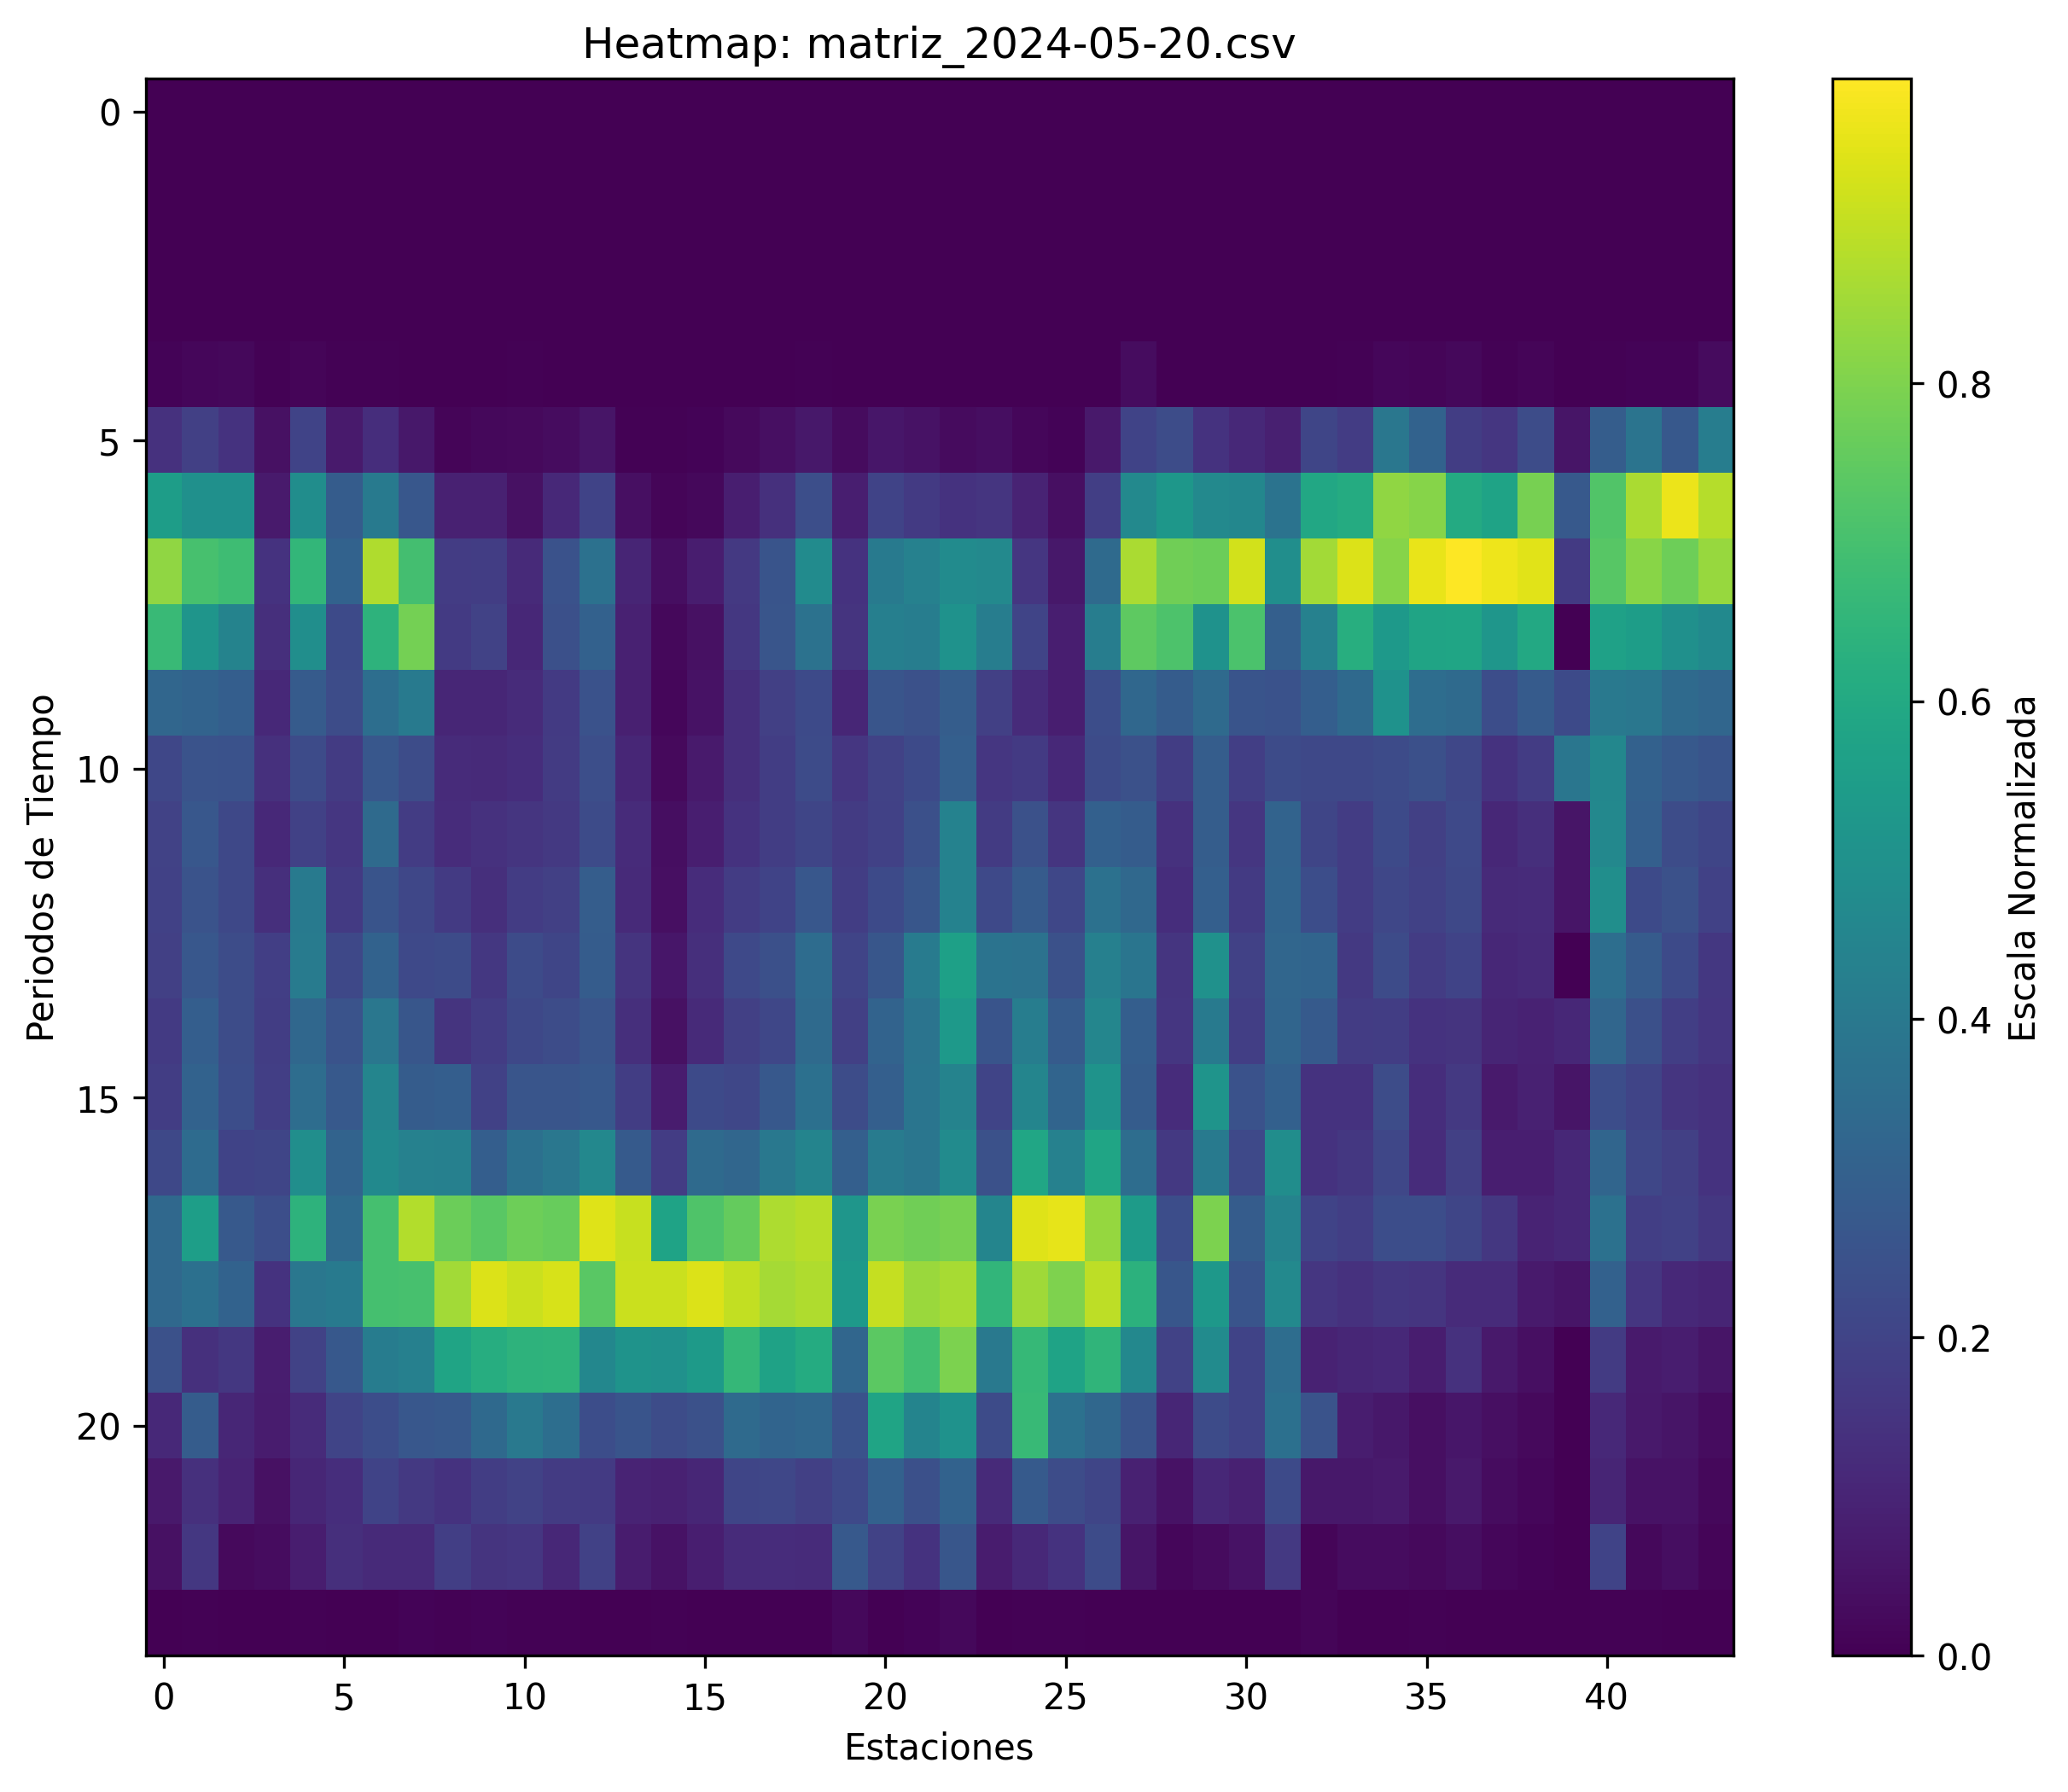 Heatmap: matriz_2024-05-20.csv
Periodos de Tiempo
0
5
10
15
20
0 5 10 15 20 25 30 35 40
Estaciones
0.8
0.6
0.4
0.2
0.0
Escala Normalizada